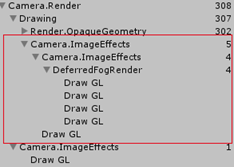 Camera.Render 308
Drawing 307
Render.OpaqueGeometry 302
Camera.ImageEffects 5
Camera.ImageEffects 4
DeferredFogRender 4
Draw GL
Draw GL
Draw GL
Draw GL
Draw GL
Camera.ImageEffects 1
Draw GL